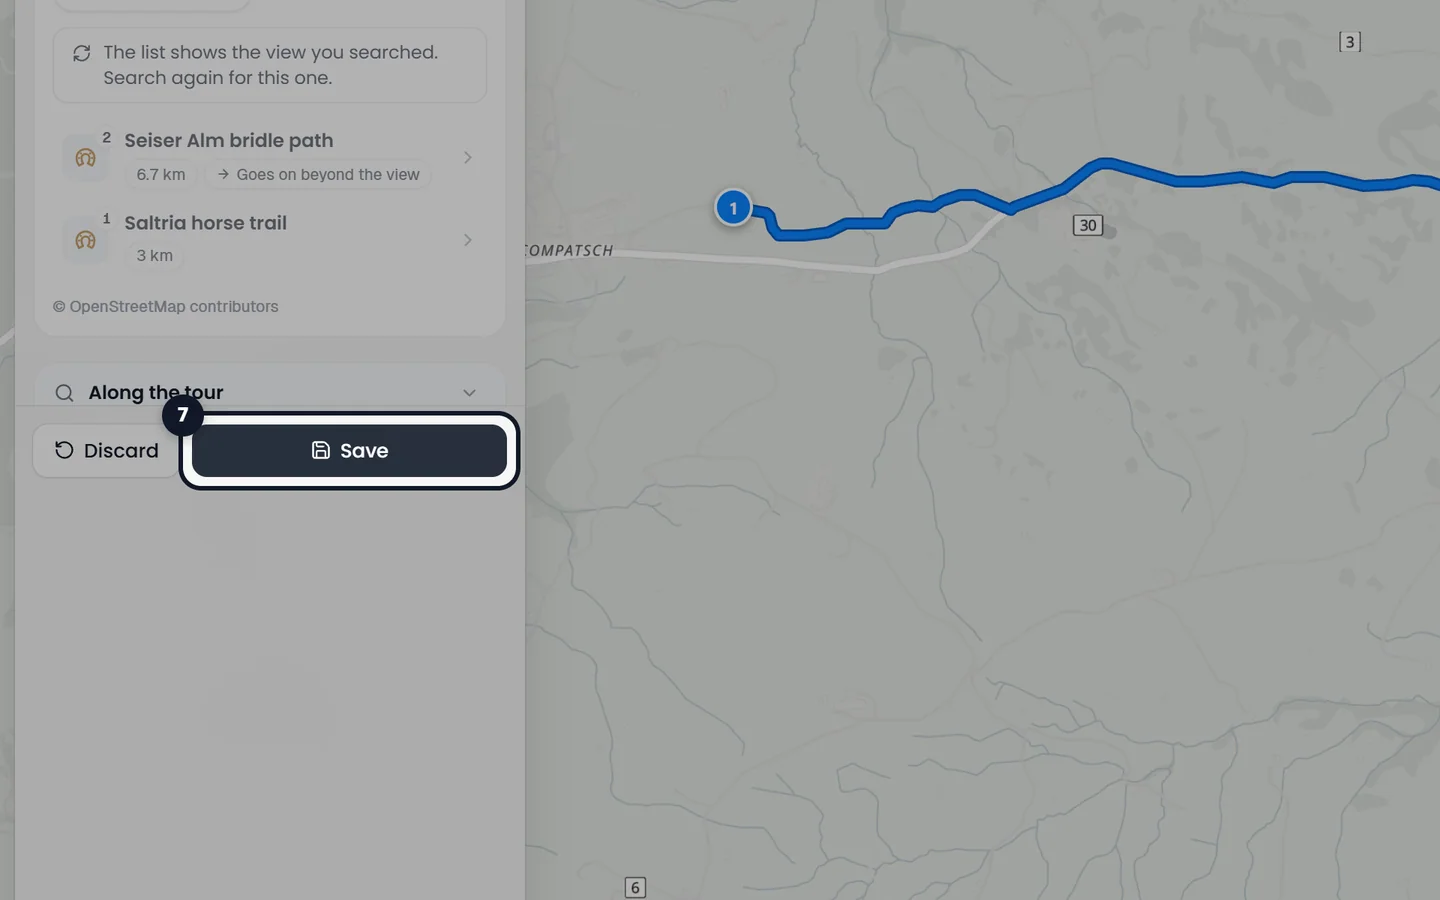 The list shows the view you searched.
Search again for this one.
2
Seiser Alm bridle path
6.7 km
→ Goes on beyond the view
1
Saltria horse trail
3 km
© OpenStreetMap contributors
Along the tour
7
Discard
Save
3
1
30
COMPATSCH
6